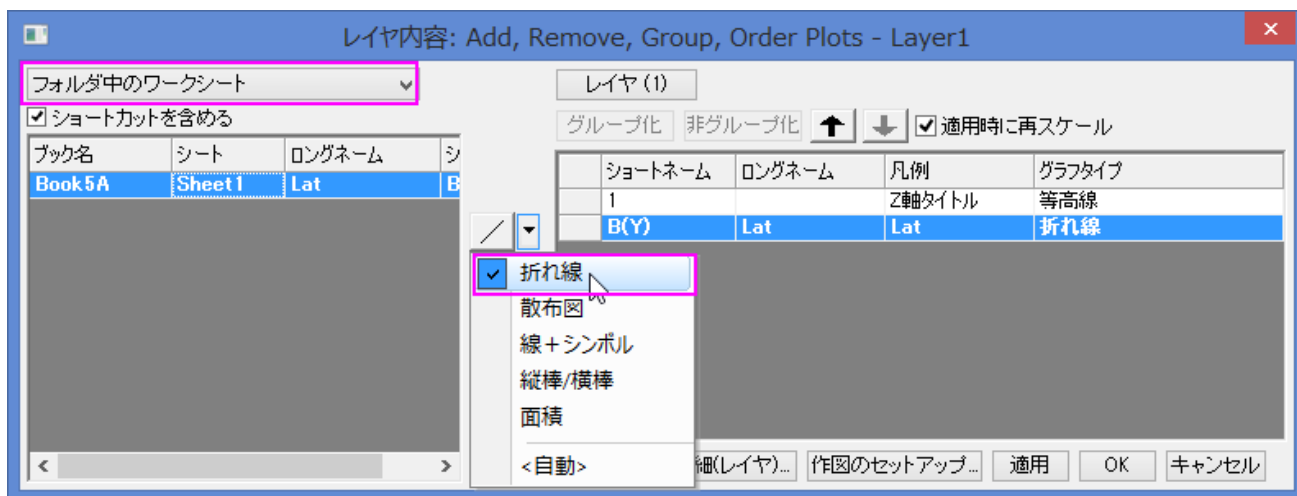 レイヤ内容: Add, Remove, Group, Order Plots - Layer1
フォルダ中のワークシート
レイヤ (1)
ショートカットを含める
グループ化 非グループ化 適用時に再スケール
ブック名 シート ロングネーム シ
Book5A Sheet1 Lat B
ショートネーム ロングネーム 凡例 グラフタイプ
1 Z軸タイトル 等高線
B(Y) Lat Lat 折れ線
折れ線
散布図
線+シンボル
縦棒/横棒
面積
<自動>
細(レイヤ)... 作図のセットアップ... 適用 OK キャンセル